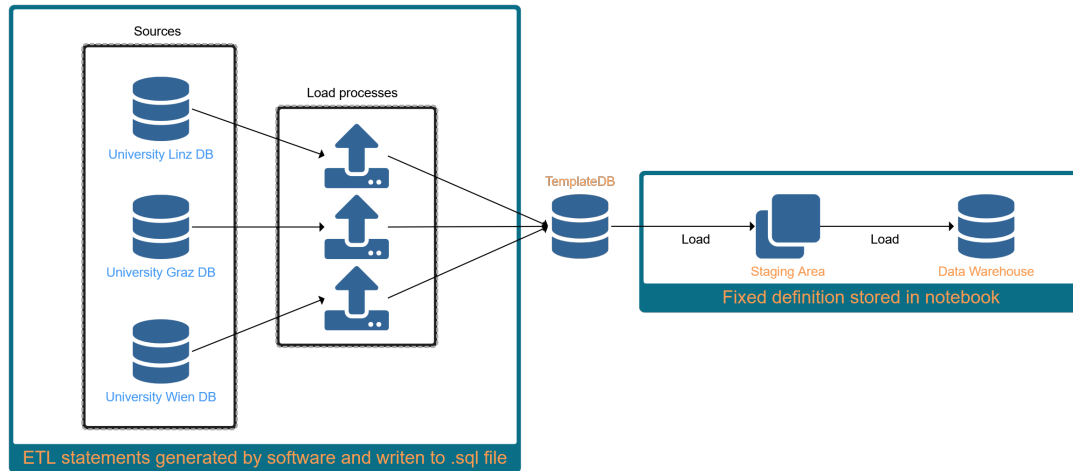 Sources
Load processes
University Linz DB
University Graz DB
University Wien DB
ETL statements generated by software and writen to .sql file
TemplateDB
Load
Load
Staging Area
Data Warehouse
Fixed definition stored in notebook